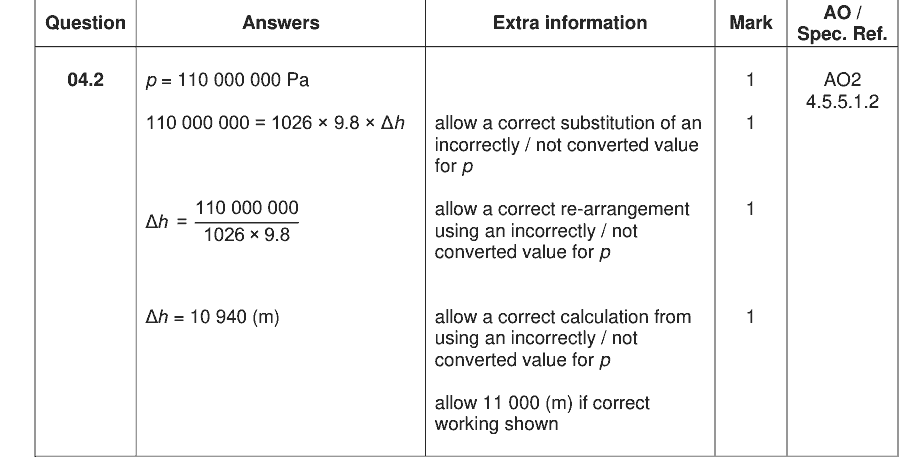 Question Answers Extra information Mark AO / Spec. Ref.
04.2 p = 110 000 000 Pa 1 AO2
4.5.5.1.2
110 000 000 = 1026 × 9.8 × Δh allow a correct substitution of an 1
incorrectly / not converted value
for p
Δh = 110 000 000 / 1026 × 9.8 allow a correct re-arrangement 1
using an incorrectly / not
converted value for p
Δh = 10 940 (m) allow a correct calculation from 1
using an incorrectly / not
converted value for p
allow 11 000 (m) if correct
working shown